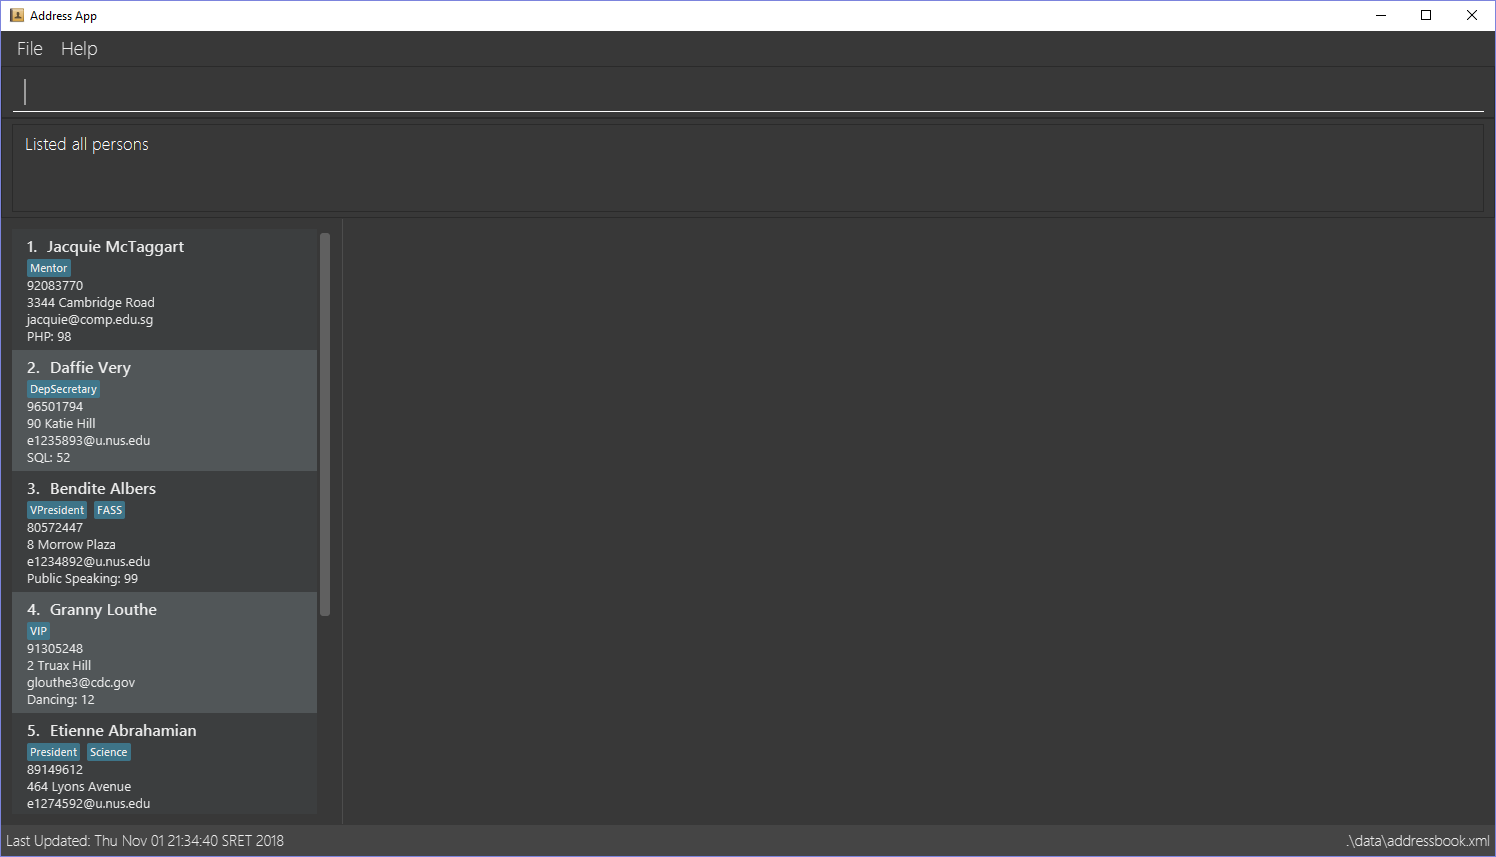 Address App
File Help
Listed all persons
1. Jacquie McTaggart
Mentor
92083770
3344 Cambridge Road
jacquie@comp.edu.sg
PHP: 98
2. Daffie Very
DepSecretary
96501794
90 Katie Hill
e1235893@u.nus.edu
SQL: 52
3. Bendite Albers
VPresident FASS
80572447
8 Morrow Plaza
e1234892@u.nus.edu
Public Speaking: 99
4. Granny Louthe
VIP
91305248
2 Truax Hill
glouthe3@cdc.gov
Dancing: 12
5. Etienne Abrahamian
President Science
89149612
464 Lyons Avenue
e1274592@u.nus.edu
Last Updated: Thu Nov 01 21:34:40 SRET 2018 .\data\addressbook.xml